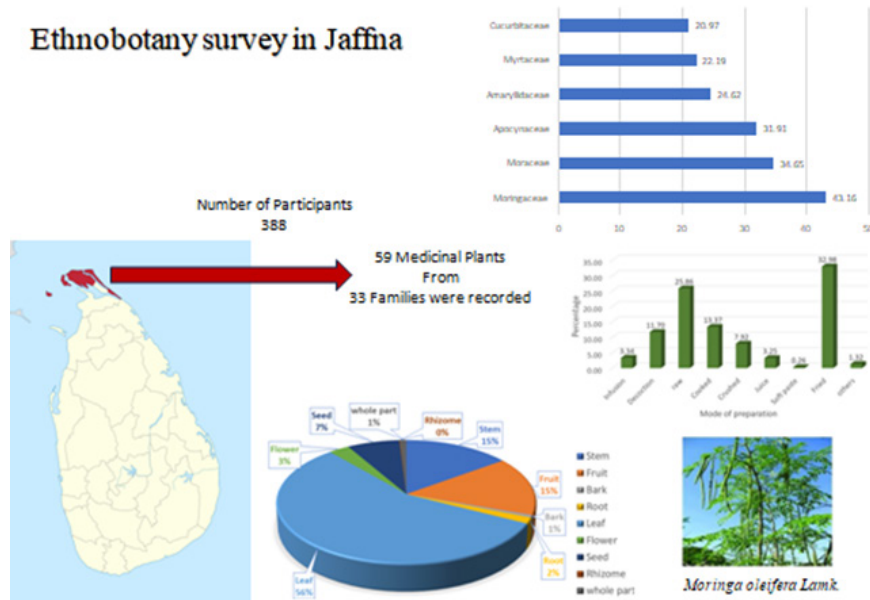 Ethnobotany survey in Jaffna
Cucurbitaceae
20.97
Myrtaceae
22.19
Amaryllidaceae
24.62
Apocynaceae
31.91
Moraceae
34.65
Moringaceae
43.16
0
10
20
30
40
50
Number of Participants
388
59 Medicinal Plants
From
33 Families were recorded
Percentage
35.00
30.00
25.00
20.00
15.00
10.00
5.00
0.00
3.34
11.70
25.86
13.37
7.92
3.25
0.26
32.98
1.32
Infusion
Decotion
raw
Cooked
Crushed
Juice
Soft paste
Fried
others
Mode of preparation
Seed
7%
whole part
1%
Rhizome
0%
Stem
15%
Flower
3%
Fruit
15%
Bark
1%
Root
2%
Leaf
56%
Stem
Fruit
Bark
Root
Leaf
Flower
Seed
Rhizome
whole part
Moringa oleifera Lamk.